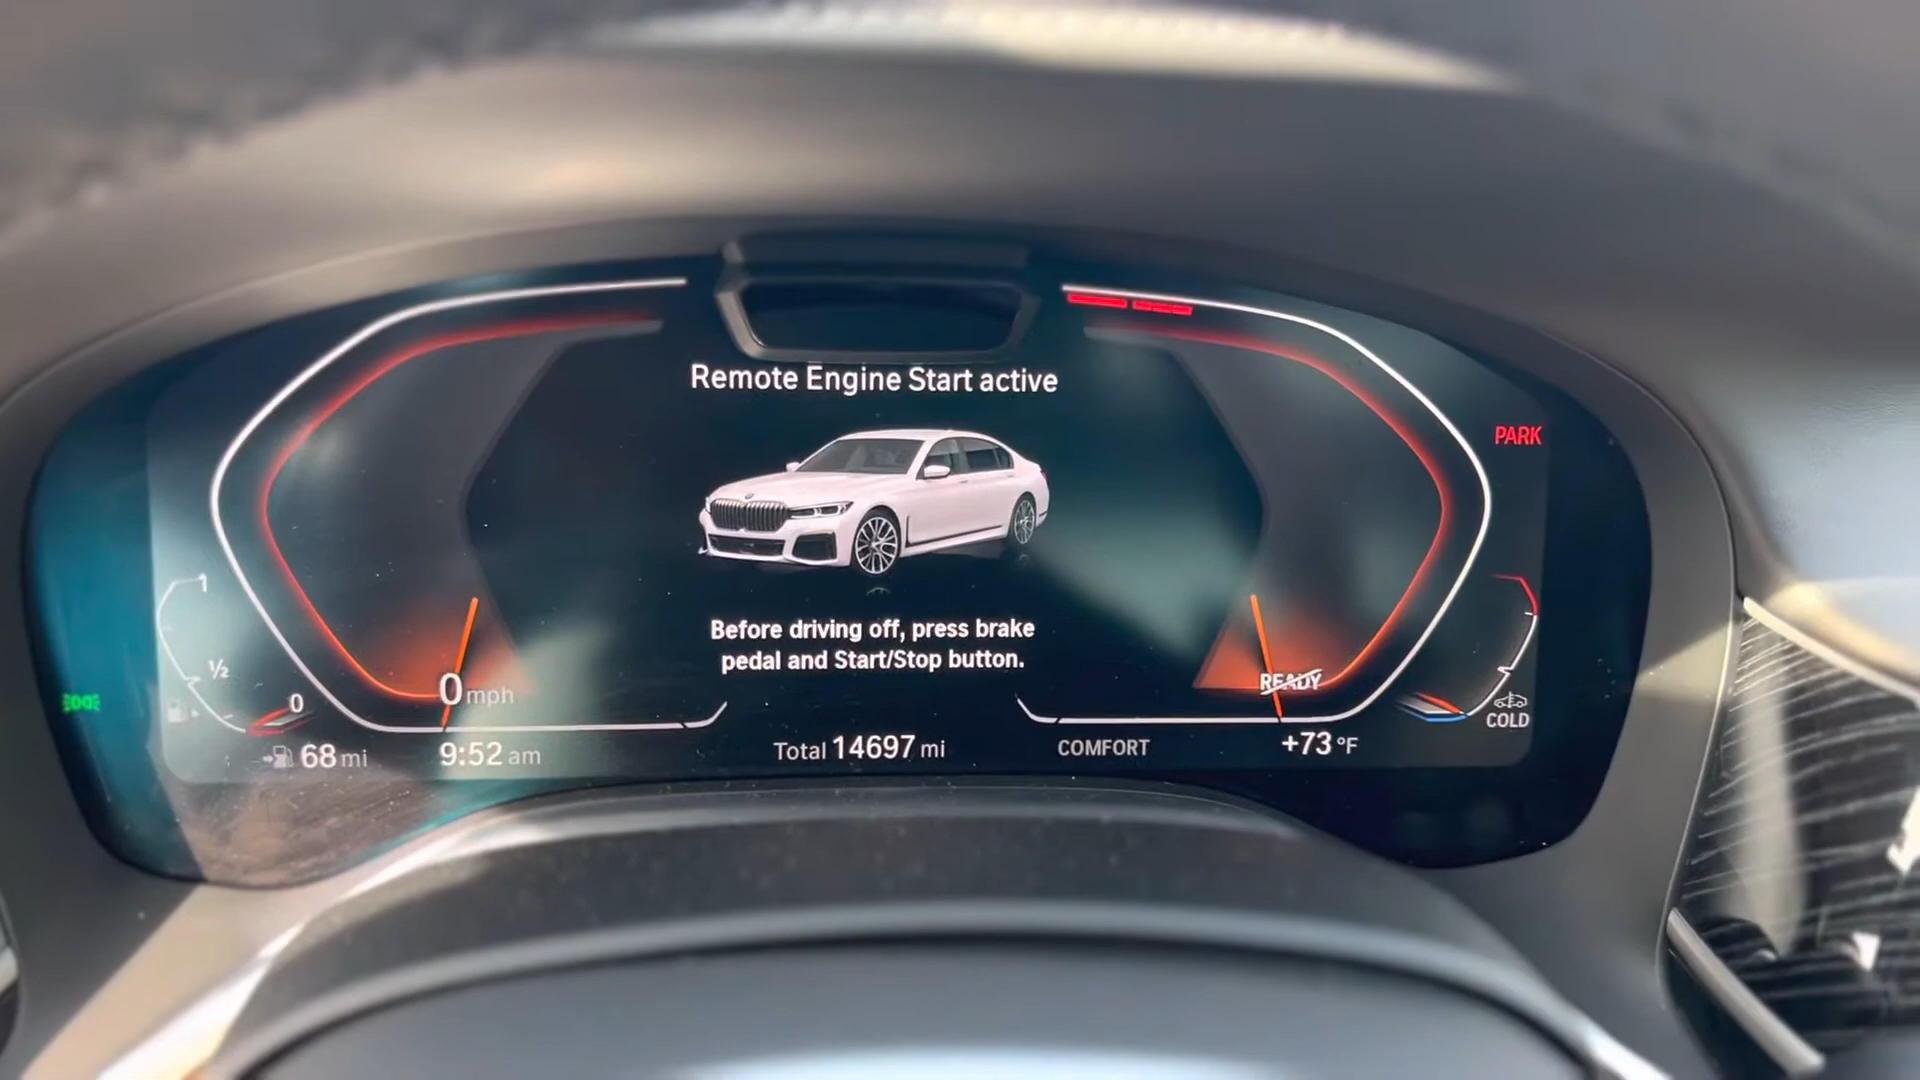 Remote Engine Start active
PARK
Before driving off, press brake
pedal and Start/Stop button.
1
1/2
0
0 mph
READY
COLD
68 mi
9:52 am
Total 14697 mi
COMFORT
+73 °F